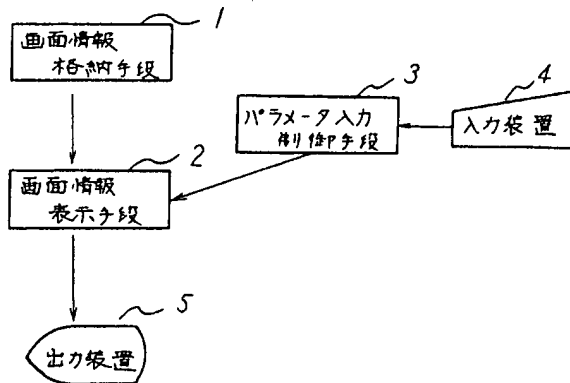 1
画面情報
格納手段
3
4
パラメータ入力
制御手段
入力装置
2
画面情報
表示手段
5
出力装置